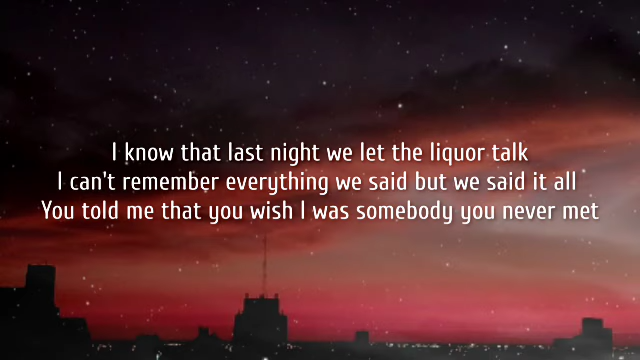 I know that last night we let the liquor talk
I can't remember everything we said but we said it all
You told me that you wish I was somebody you never met